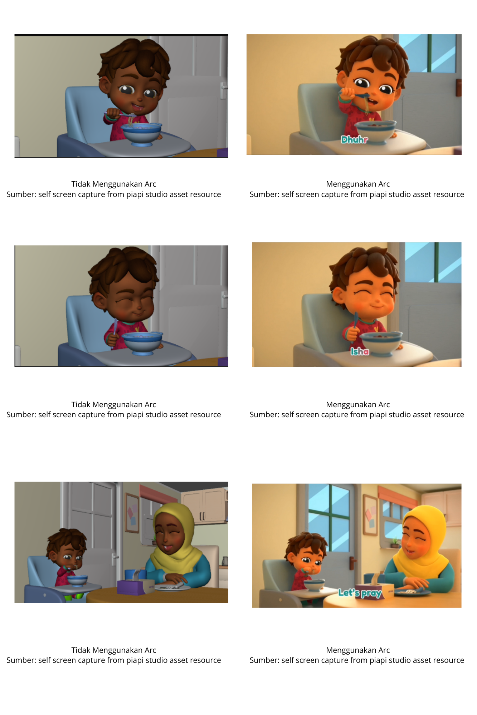 Dhuhr
Tidak Menggunakan Arc
Sumber: self screen capture from piapi studio asset resource
Menggunakan Arc
Sumber: self screen capture from piapi studio asset resource
Isha
Tidak Menggunakan Arc
Sumber: self screen capture from piapi studio asset resource
Menggunakan Arc
Sumber: self screen capture from piapi studio asset resource
Let's pray
Tidak Menggunakan Arc
Sumber: self screen capture from piapi studio asset resource
Menggunakan Arc
Sumber: self screen capture from piapi studio asset resource